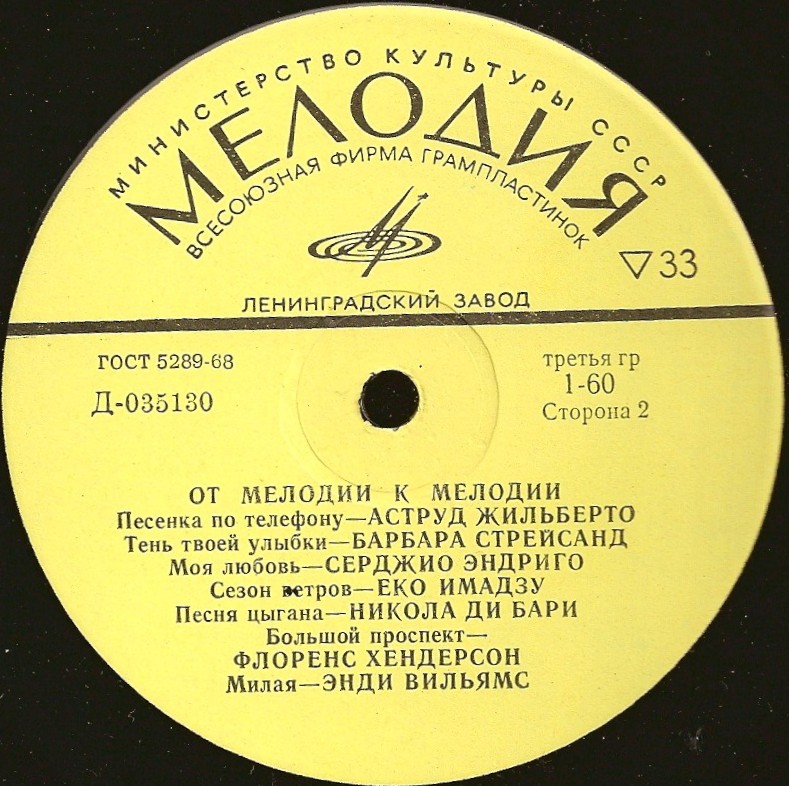 МИНИСТЕРСТВО КУЛЬТУРЫ СССР
МЕЛОДИЯ
ВСЕСОЮЗНАЯ ФИРМА ГРАМПЛАСТИНОК
▽33
ЛЕНИНГРАДСКИЙ ЗАВОД
ГОСТ 5289-68
третья гр
Д-035130
1-60
Сторона 2
ОТ МЕЛОДИИ К МЕЛОДИИ
Песенка по телефону—АСТРУД ЖИЛЬБЕРТО
Тень твоей улыбки—БАРБАРА СТРЕЙСАНД
Моя любовь—СЕРДЖИО ЭНДРИГО
Сезон ветров—ЕКО ИМАДЗУ
Песня цыгана—НИКОЛА ДИ БАРИ
Большой проспект—
ФЛОРЕНС ХЕНДЕРСОН
Милая—ЭНДИ ВИЛЬЯМС